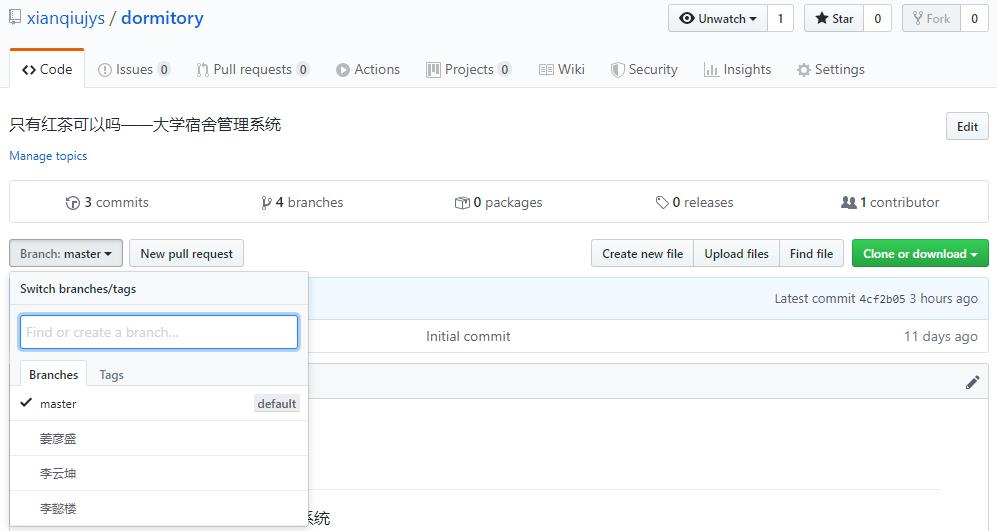 xianqiujys / dormitory
Unwatch 1 Star 0 Fork 0
Code Issues 0 Pull requests 0 Actions Projects 0 Wiki Security Insights Settings
只有红茶可以吗——大学宿舍管理系统
Edit
Manage topics
3 commits 4 branches 0 packages 0 releases 1 contributor
Branch: master New pull request Create new file Upload files Find file Clone or download
Switch branches/tags
Latest commit 4cf2b05 3 hours ago
Find or create a branch...
Initial commit 11 days ago
Branches Tags
master default
姜彦盛
李云坤
李懿楼
系统